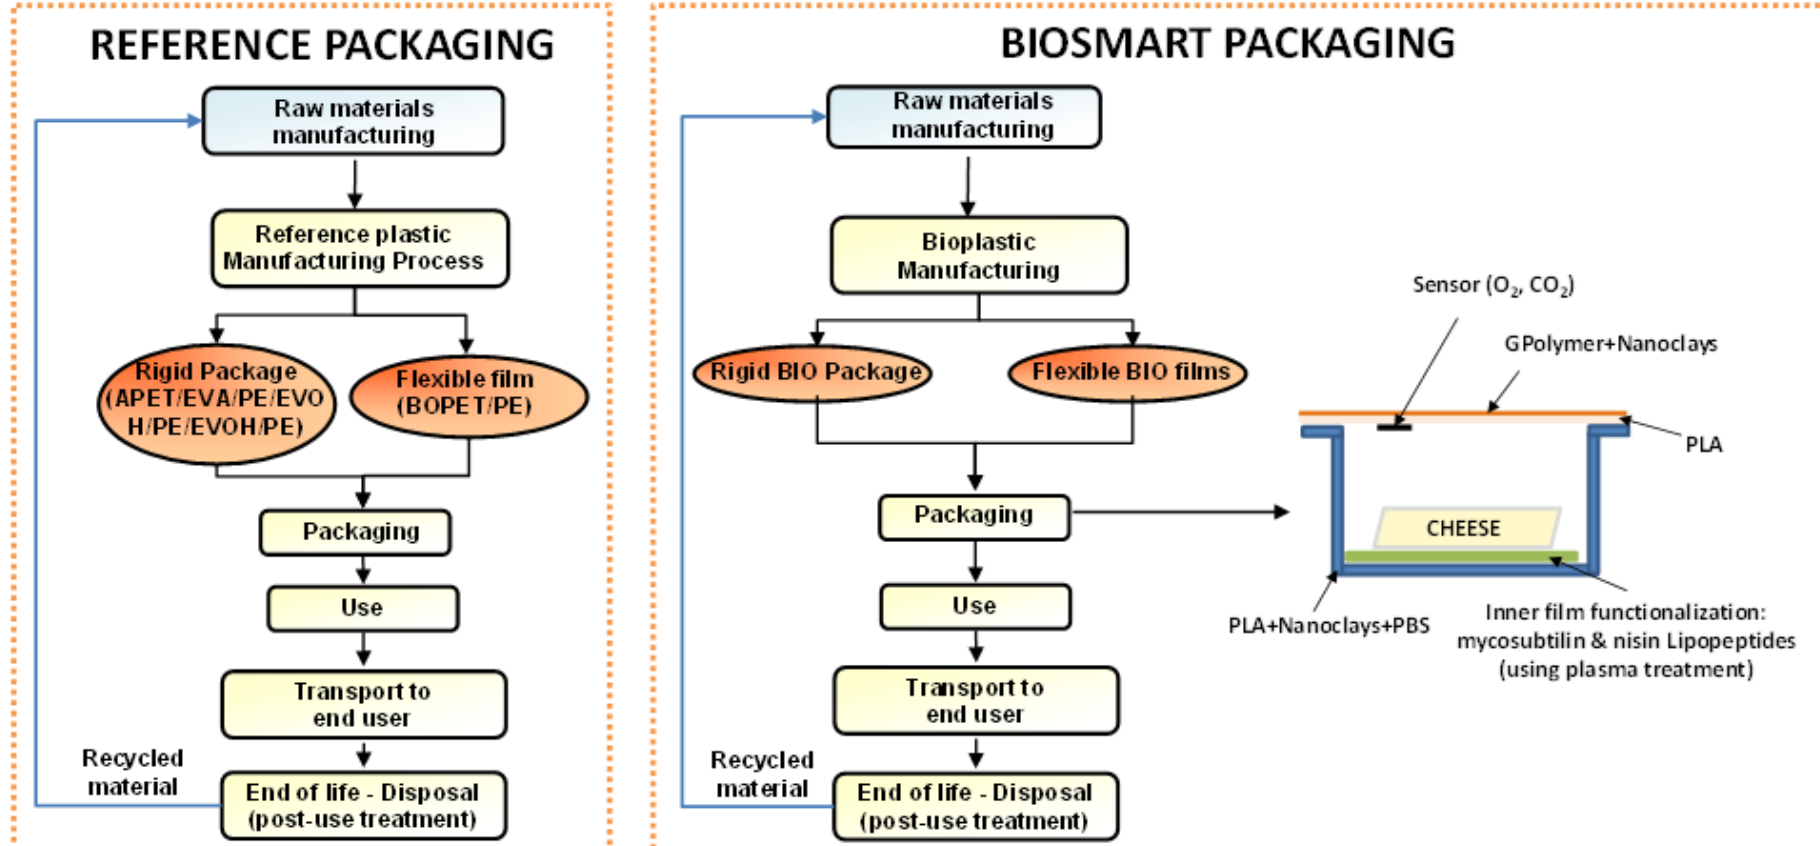 REFERENCE PACKAGING
Raw materials
manufacturing
Reference plastic
Manufacturing Process
Rigid Package
(APET/EVA/PE/EVO
H/PE/EVOH/PE)
Flexible film
(BOPET/PE)
Packaging
Use
Transport to
end user
Recycled
material
End of life - Disposal
(post-use treatment)
BIOSMART PACKAGING
Raw materials
manufacturing
Bioplastic
Manufacturing
Rigid BIO Package
Flexible BIO films
Packaging
Use
Transport to
end user
Recycled
material
End of life - Disposal
(post-use treatment)
Sensor (O₂, CO₂)
GPolymer+Nanoclays
PLA
CHEESE
PLA+Nanoclays+PBS
Inner film functionalization:
mycosubtilin & nisin Lipopeptides
(using plasma treatment)